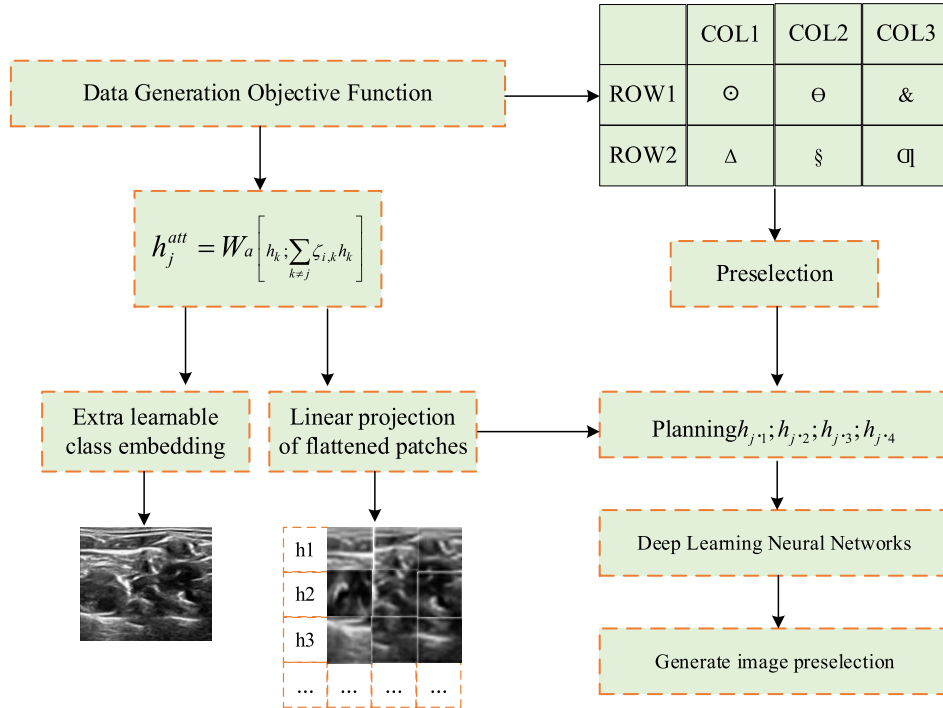 COL1 COL2 COL3
Data Generation Objective Function
ROW1 ⊙ ϴ &
ROW2 Δ §
h_j^{att} = W_a [h_k; ∑_{k≠j} ζ_{i,k} h_k]
Preselection
Extra learnable
class embedding
Linear projection
of flattened patches
Planning h_{j·1}; h_{j·2}; h_{j·3}; h_{j·4}
h1
h2
h3
... ... ... ...
Deep Learning Neural Networks
Generate image preselection